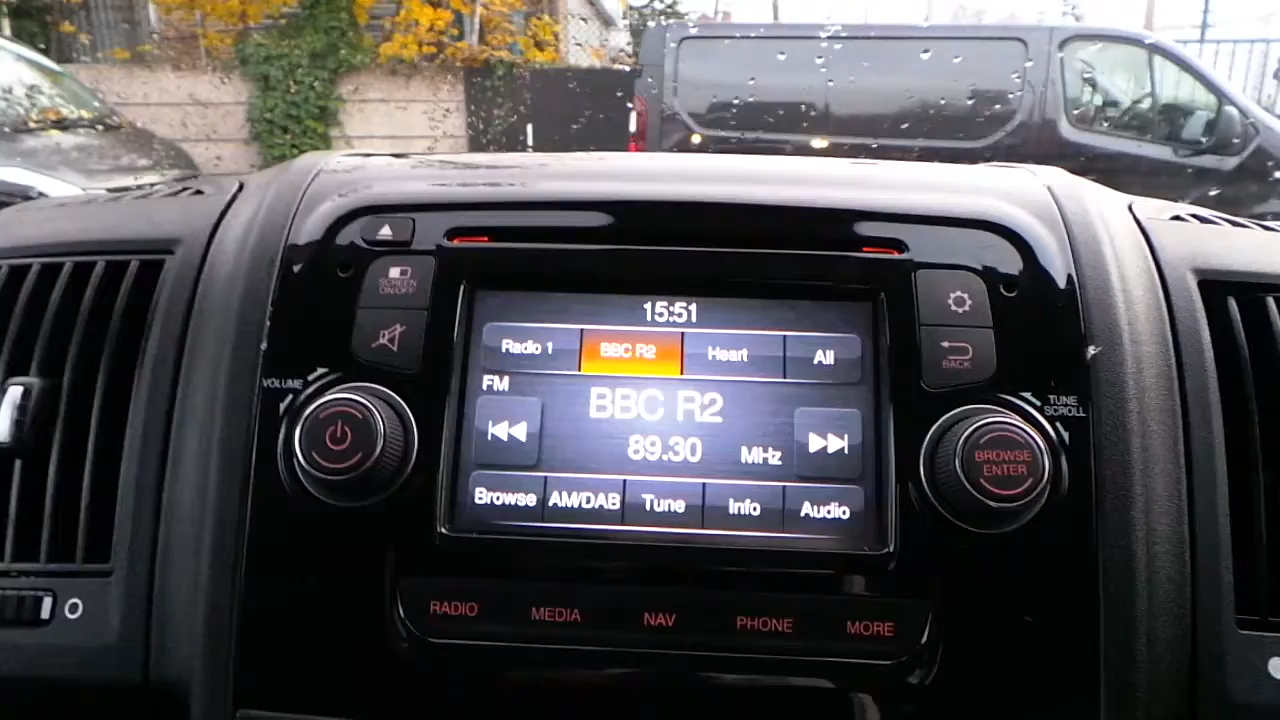 SCREEN
ON/OFF
VOLUME
15:51
Radio 1
BBC R2
Heart
All
FM
BBC R2
89.30
MHz
Browse
AM/DAB
Tune
Info
Audio
BACK
TUNE
SCROLL
BROWSE
ENTER
RADIO
MEDIA
NAV
PHONE
MORE